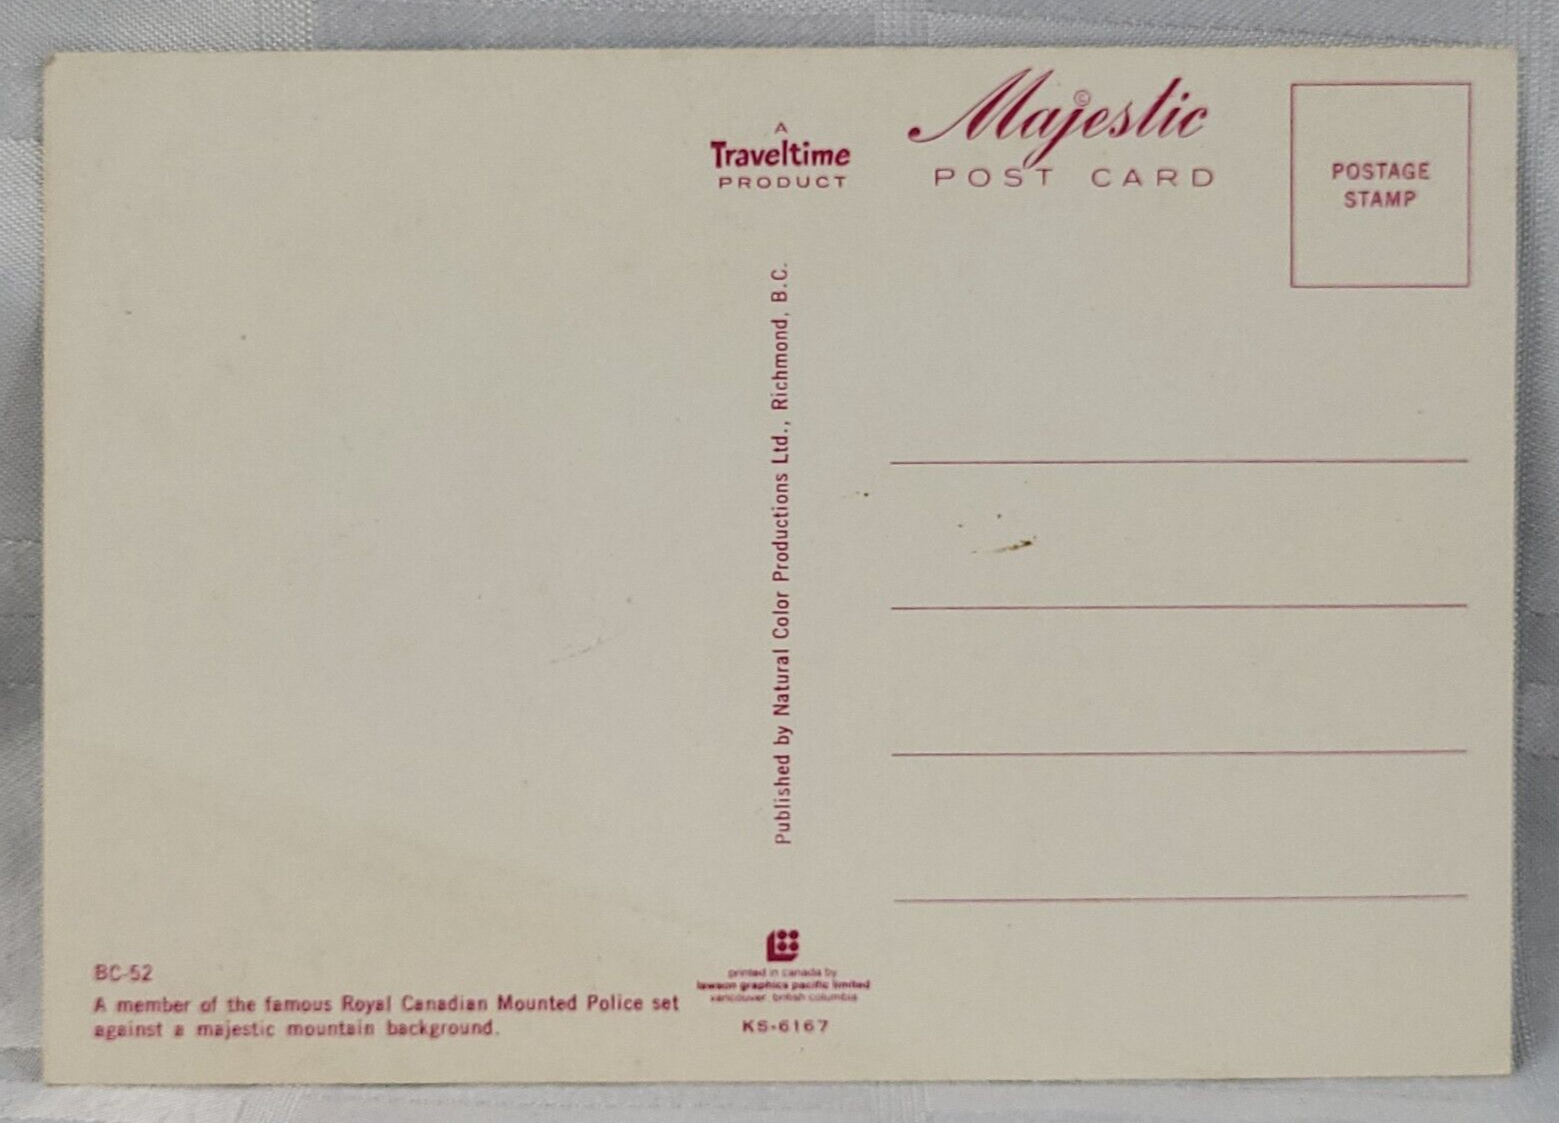 A
Traveltime
PRODUCT
Majestic
©
POST CARD
POSTAGE
STAMP
Published by Natural Color Productions Ltd., Richmond, B.C.
BC-52
A member of the famous Royal Canadian Mounted Police set
against a majestic mountain background.
printed in canada by
lawson graphics pacific limited
vancouver, british columbia
KS-6167